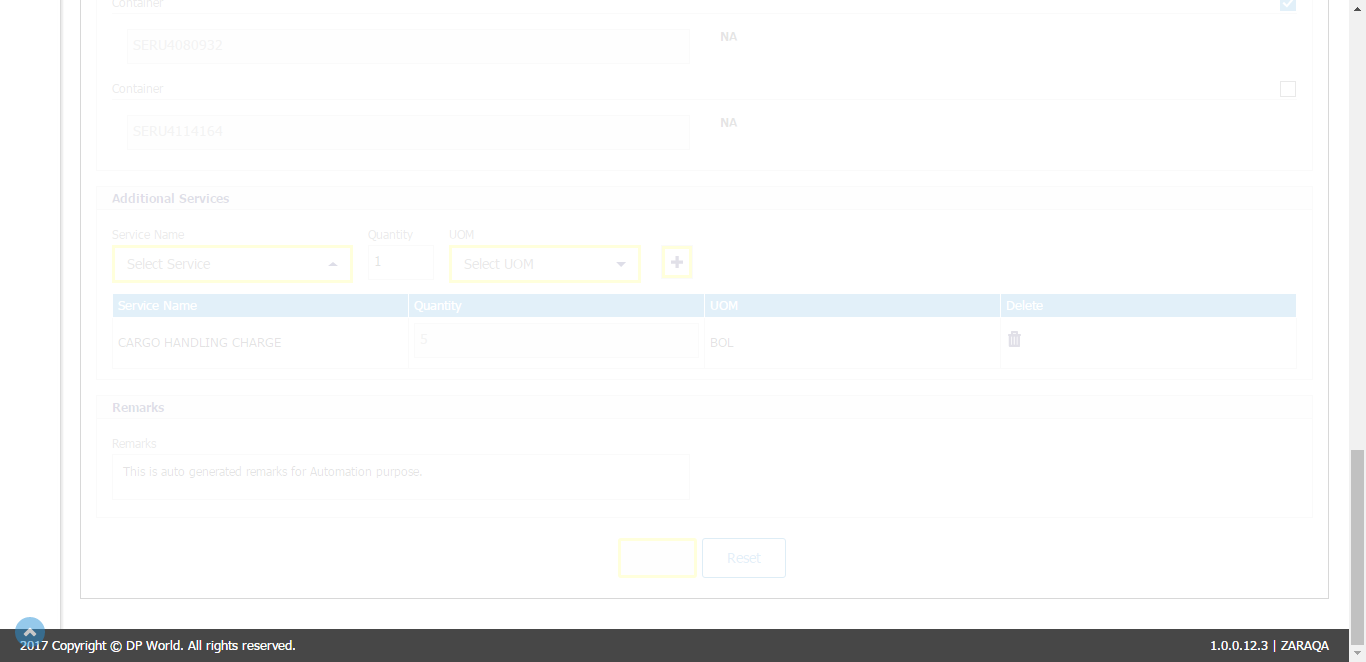 Container
SERU4080932
NA
Container
SERU4114164
NA
Additional Services
Service Name Quantity UOM
Select Service 1 Select UOM
Service Name Quantity UOM Delete
CARGO HANDLING CHARGE 5 BOL
Remarks
Remarks
This is auto generated remarks for Automation purpose.
Reset
2017 Copyright © DP World. All rights reserved. 1.0.0.12.3 | ZARAQA